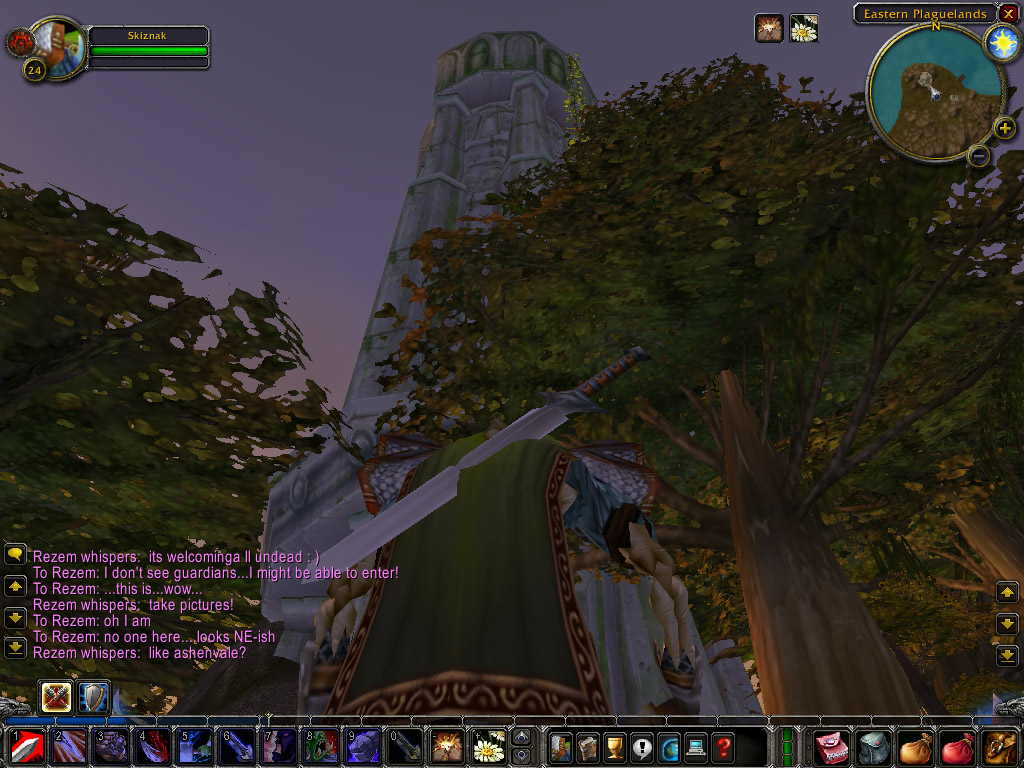 Skiznak
24
Eastern Plaguelands
N
Rezem whispers: its welcominga ll undead : )
To Rezem: I don't see guardians...I might be able to enter!
To Rezem: ...this is...wow...
Rezem whispers: take pictures!
To Rezem: oh I am
To Rezem: no one here....looks NE-ish
Rezem whispers: like ashenvale?
1 2 3 4 5 6 7 8 9 0 - +